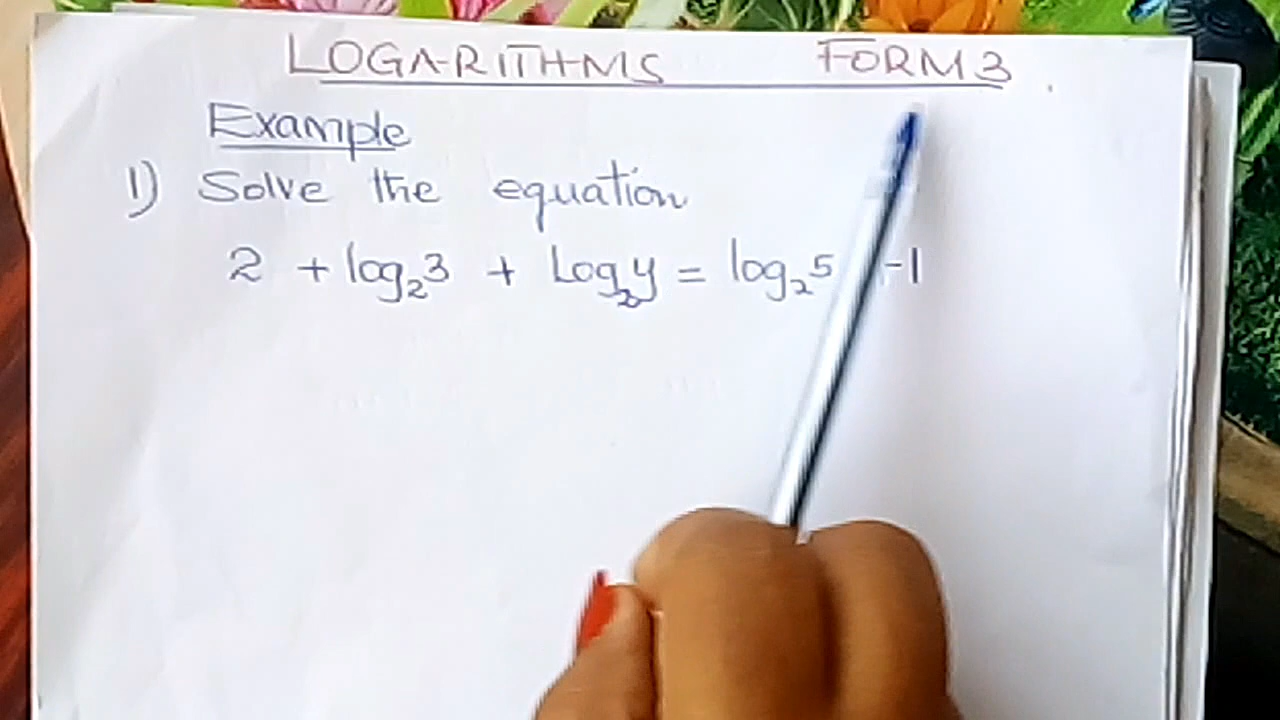 LOGARITHMS FORM 3
Example
1) Solve the equation
2 + log₂3 + Log₂y = log₂5 -1